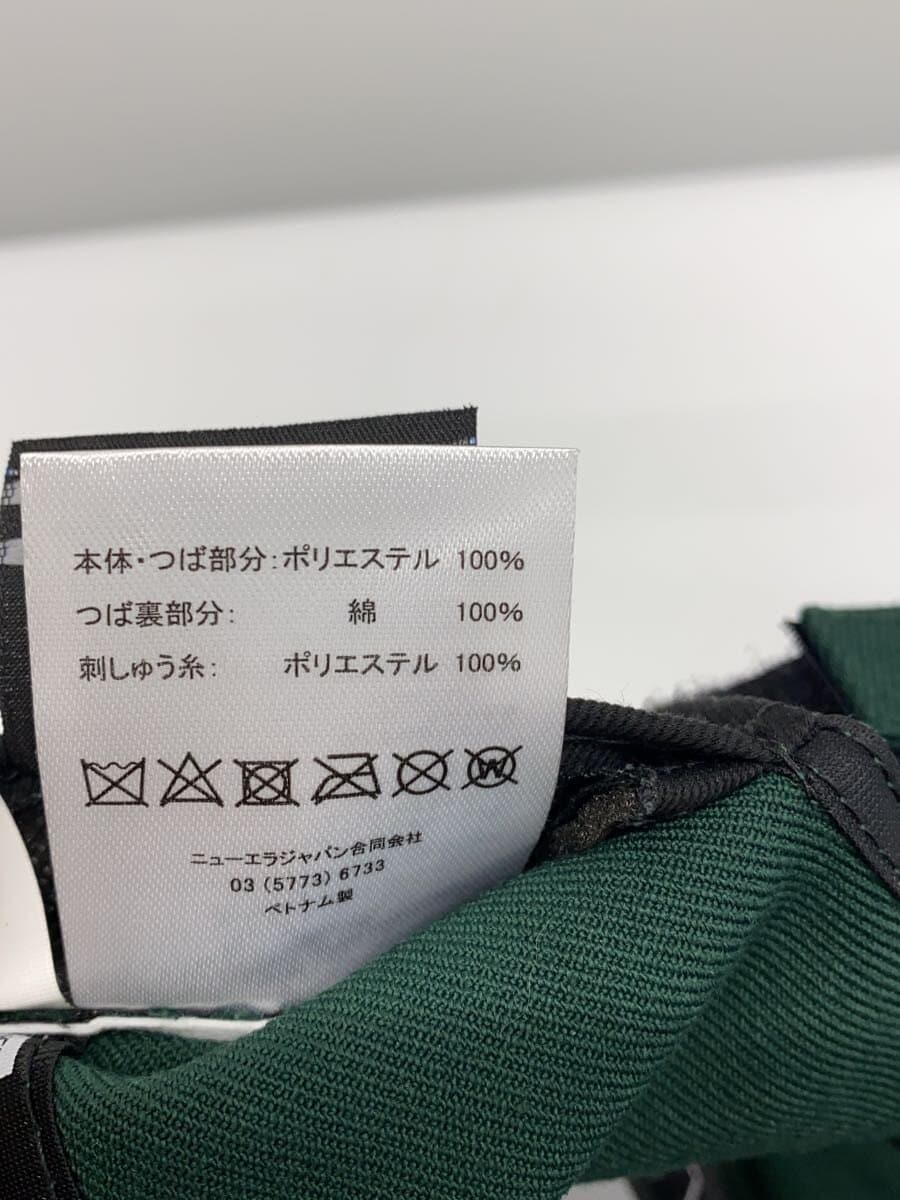 本体・つば部分：ポリエステル 100%
つば裏部分： 綿 100%
刺しゅう糸： ポリエステル 100%
W
ニューエラジャパン合同会社
03 (5773) 6733
ベトナム製